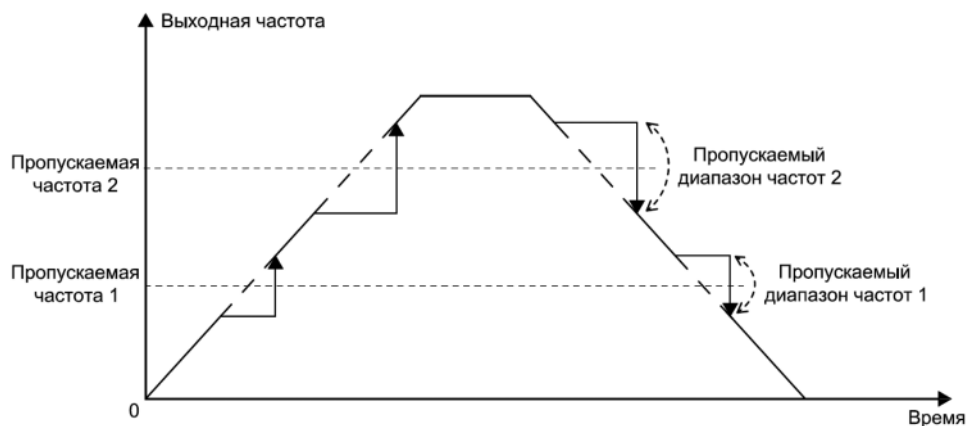 Выходная частота
Пропускаемая
частота 2
Пропускаемый
диапазон частот 2
Пропускаемая
частота 1
Пропускаемый
диапазон частот 1
0
Время